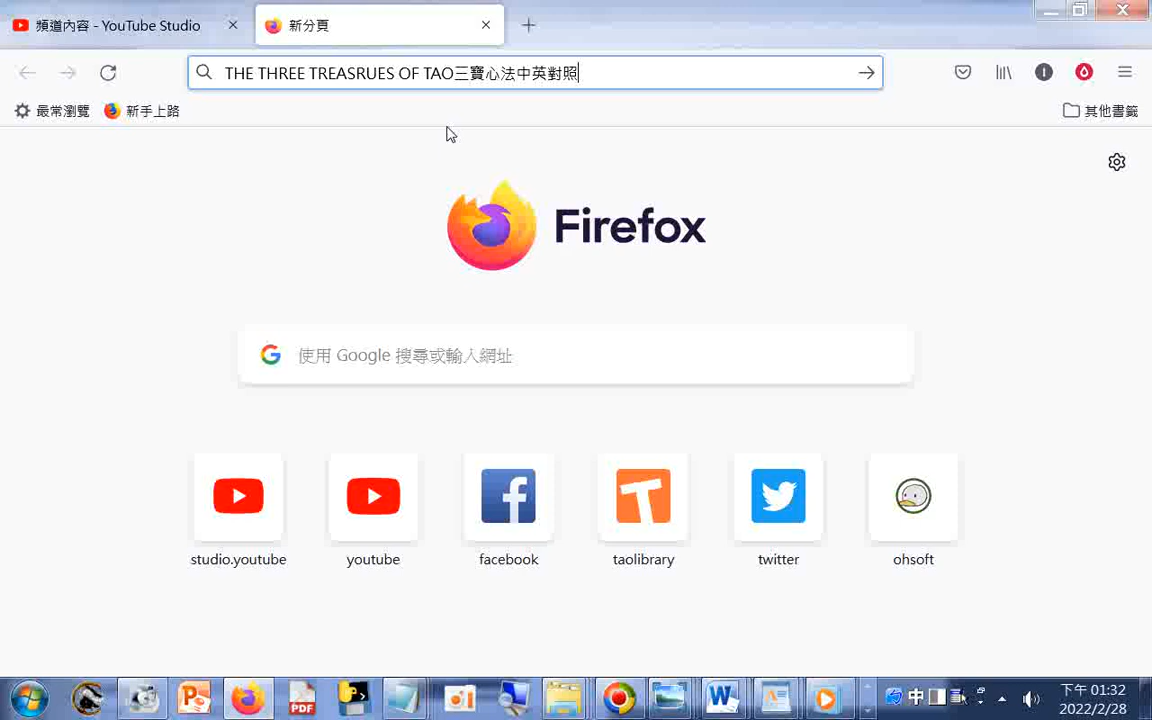 頻道內容 - YouTube Studio
新分頁
THE THREE TREASRUES OF TAO三寶心法中英對照
最常瀏覽
新手上路
其他書籤
Firefox
使用 Google 搜尋或輸入網址
studio.youtube
youtube
facebook
taolibrary
twitter
ohsoft
中
下午 01:32
2022/2/28